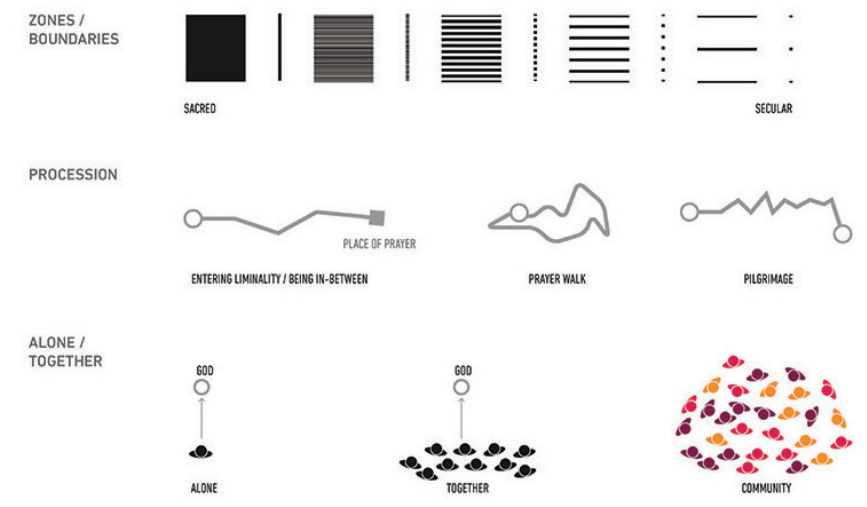 ZONES /
BOUNDARIES
SACRED
SECULAR
PROCESSION
PLACE OF PRAYER
ENTERING LIMINALITY / BEING IN-BETWEEN
PRAYER WALK
PILGRIMAGE
ALONE /
TOGETHER
GOD
GOD
ALONE
TOGETHER
COMMUNITY